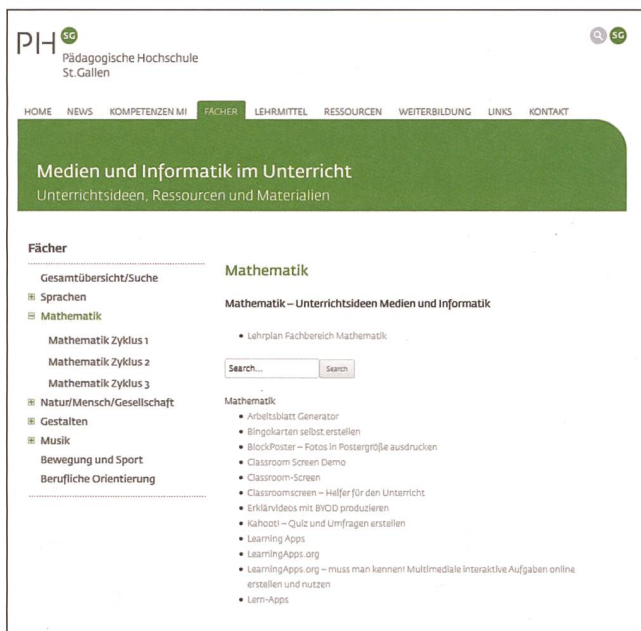 PH SG
Pädagogische Hochschule
St.Gallen
SG
HOME NEWS KOMPETENZEN MI FÄCHER LEHRMITTEL RESSOURCEN WEITERBILDUNG LINKS KONTAKT
Medien und Informatik im Unterricht
Unterrichtsideen, Ressourcen und Materialien
Fächer
Gesamtübersicht/Suche
Sprachen
Mathematik
Mathematik Zyklus 1
Mathematik Zyklus 2
Mathematik Zyklus 3
Natur/Mensch/Gesellschaft
Gestalten
Musik
Bewegung und Sport
Berufliche Orientierung
Mathematik
Mathematik – Unterrichtsideen Medien und Informatik
• Lehrplan Fachbereich Mathematik
Search... Search
Mathematik
• Arbeitsblatt Generator
• Bingokarten selbst erstellen
• BlockPoster – Fotos in Postergröße ausdrucken
• Classroom Screen Demo
• Classroom-Screen
• Classroomscreen – Helfer für den Unterricht
• Erklärvideos mit BYOD produzieren
• Kahoot! – Quiz und Umfragen erstellen
• Learning Apps
• LearningApps.org
• LearningApps.org – muss man kennen! Multimediale interaktive Aufgaben online
erstellen und nutzen
• Lern-Apps